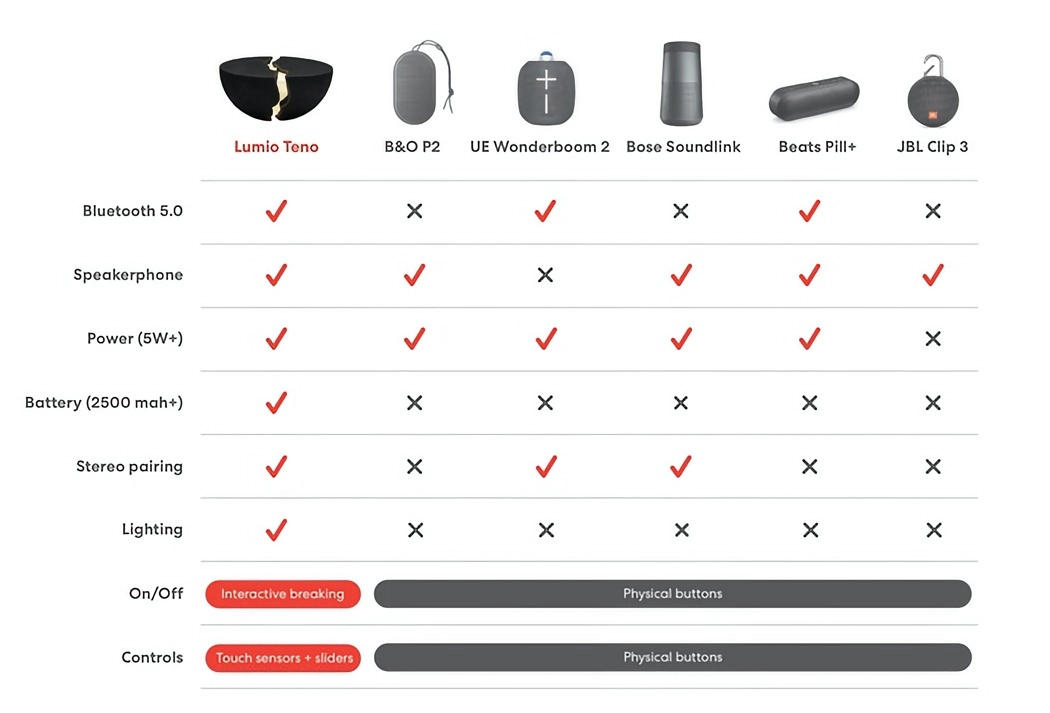 Lumio Teno
B&O P2
UE Wonderboom 2
Bose Soundlink
Beats Pill+
JBL Clip 3
Bluetooth 5.0
Speakerphone
Power (5W+)
Battery (2500 mah+)
Stereo pairing
Lighting
On/Off
Interactive breaking
Physical buttons
Controls
Touch sensors + sliders
Physical buttons